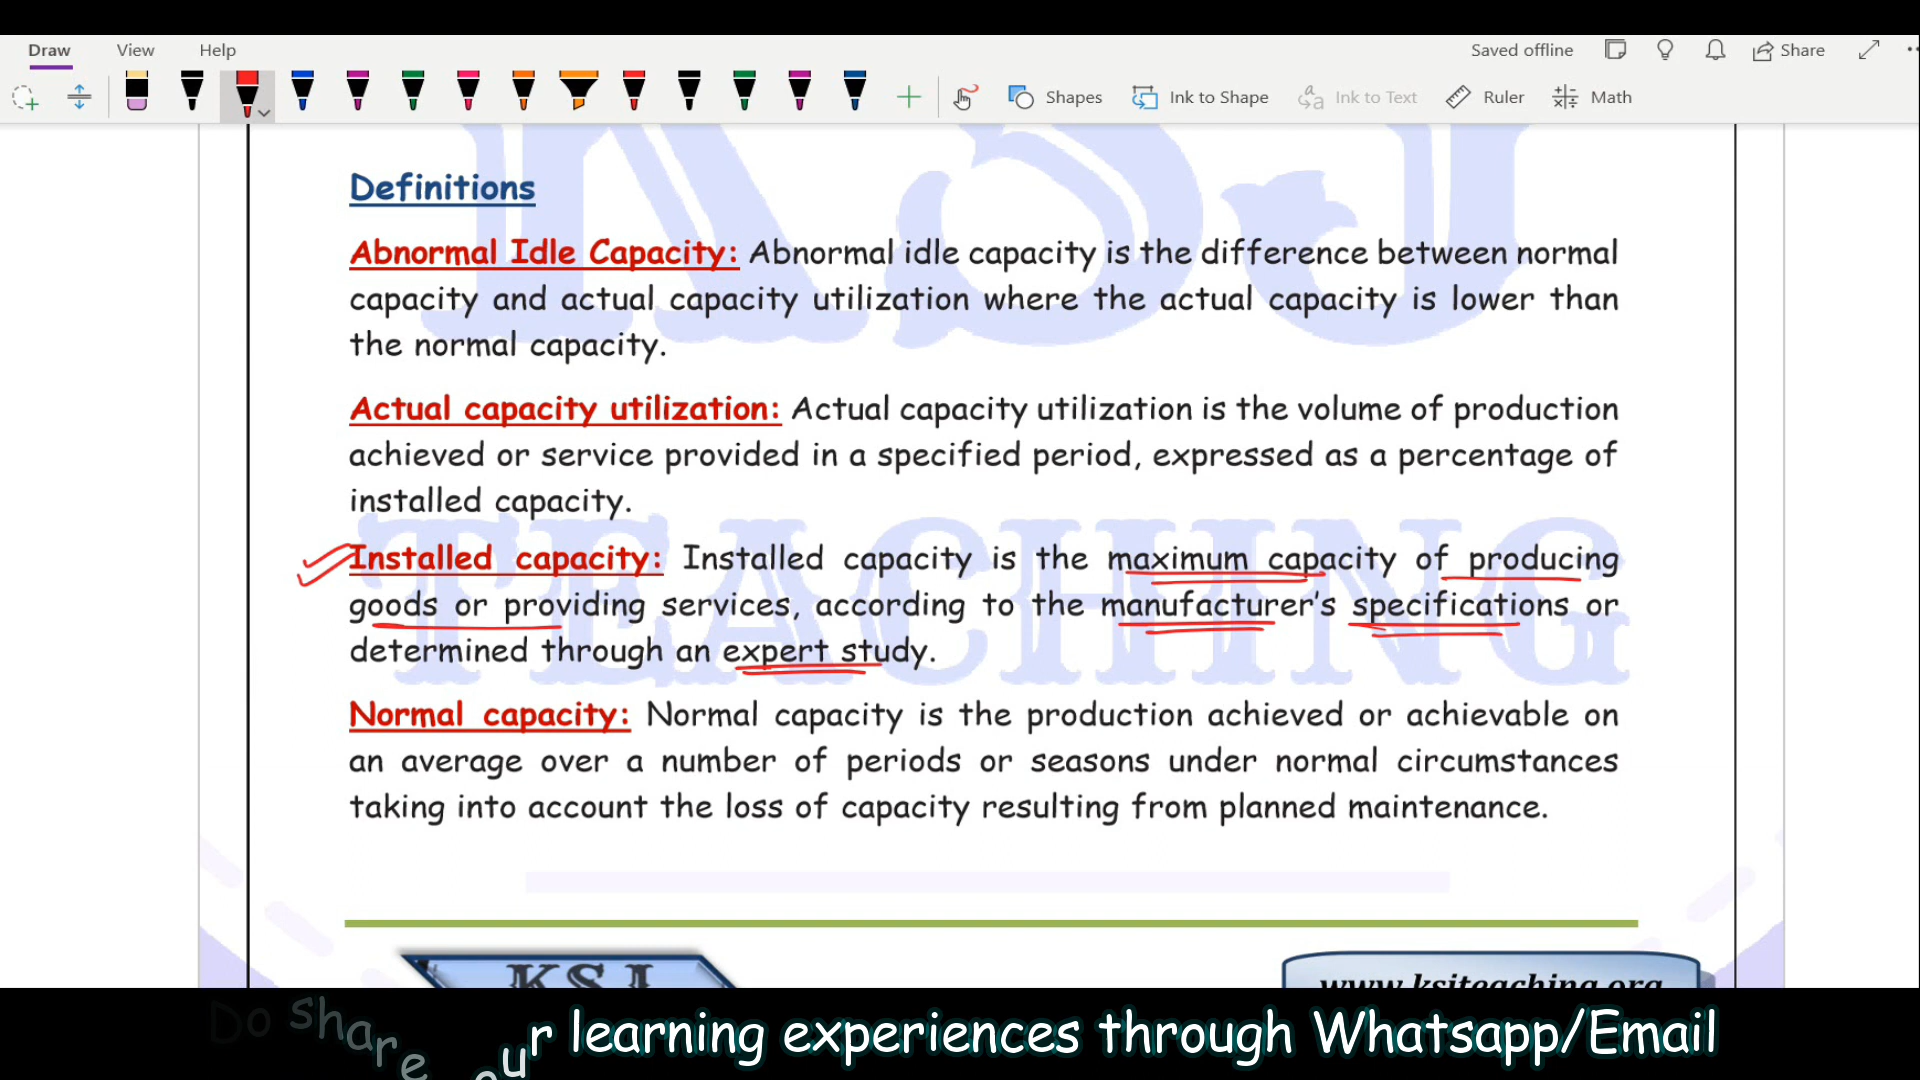 Draw View Help Saved offline Share
Shapes Ink to Shape Ink to Text Ruler Math
KSJ
Definitions
Abnormal Idle Capacity: Abnormal idle capacity is the difference between normal
capacity and actual capacity utilization where the actual capacity is lower than
the normal capacity.
Actual capacity utilization: Actual capacity utilization is the volume of production
achieved or service provided in a specified period, expressed as a percentage of
installed capacity.
TEACHING
Installed capacity: Installed capacity is the maximum capacity of producing
goods or providing services, according to the manufacturer's specifications or
determined through an expert study.
Normal capacity: Normal capacity is the production achieved or achievable on
an average over a number of periods or seasons under normal circumstances
taking into account the loss of capacity resulting from planned maintenance.
KSJ
Do share our learning experiences through Whatsapp/Email